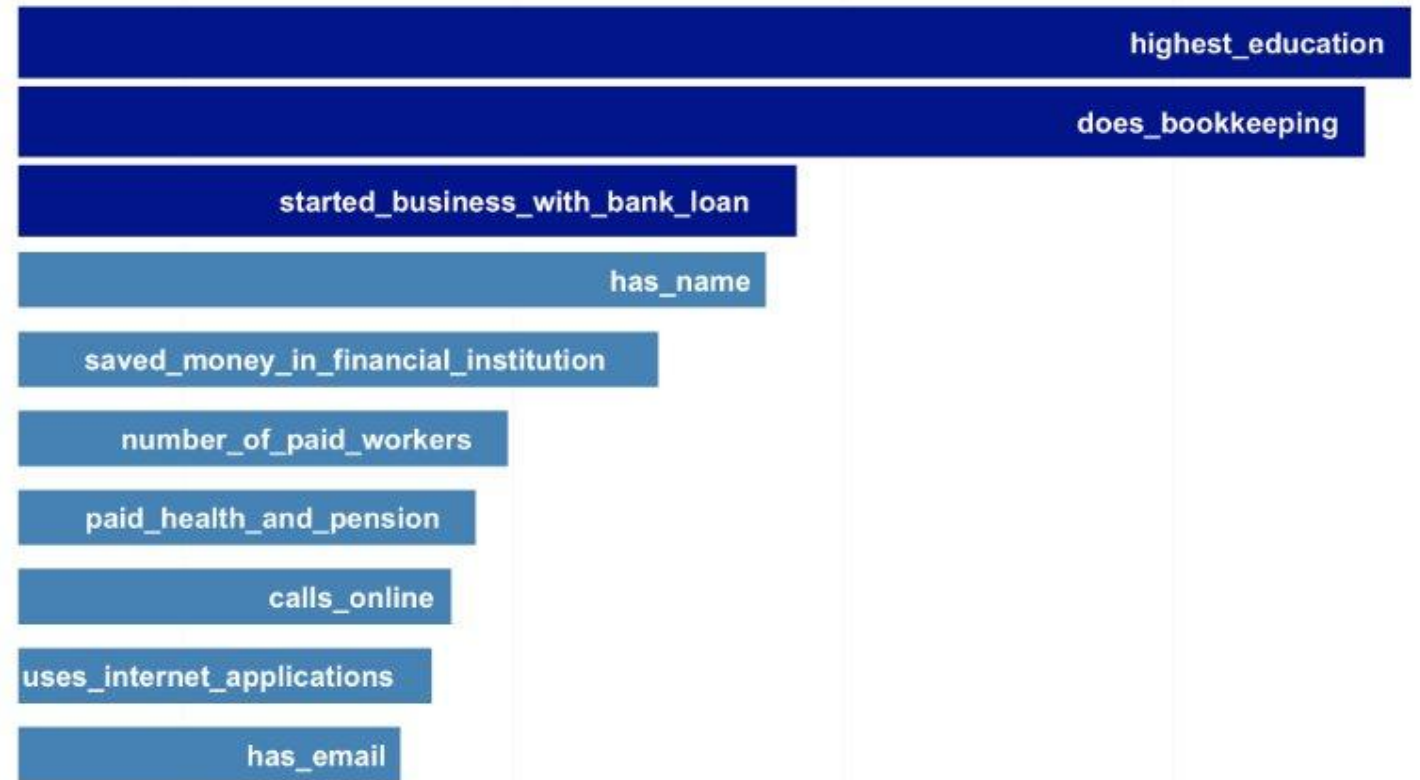 highest_education
does_bookkeeping
started_business_with_bank_loan
has_name
saved_money_in_financial_institution
number_of_paid_workers
paid_health_and_pension
calls_online
uses_internet_applications
has_email